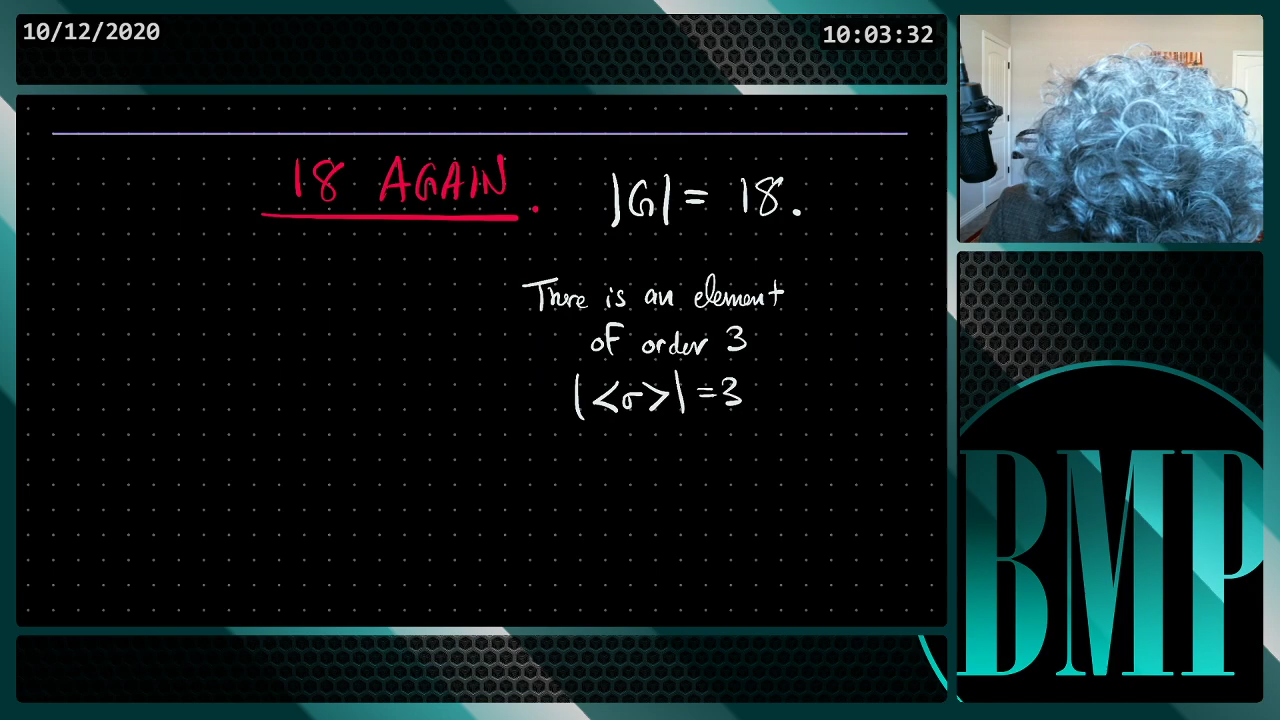 10/12/2020
10:03:32
18 AGAIN. |G| = 18.
There is an element
of order 3
|<σ>| = 3
BMP